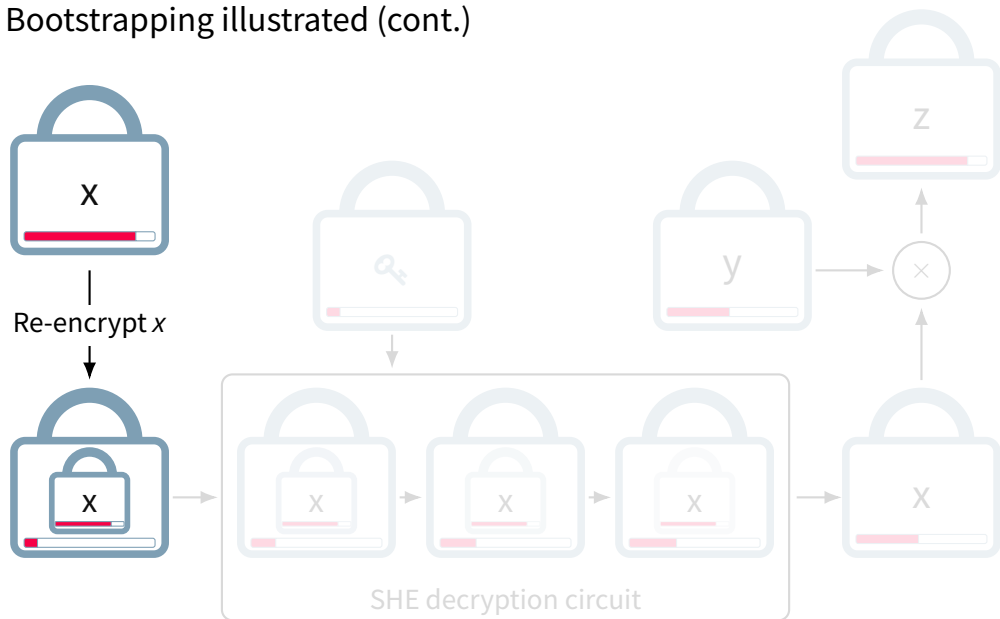 Bootstrapping illustrated (cont.)
z
x
y
Re-encrypt x
x
x
x
x
x
SHE decryption circuit